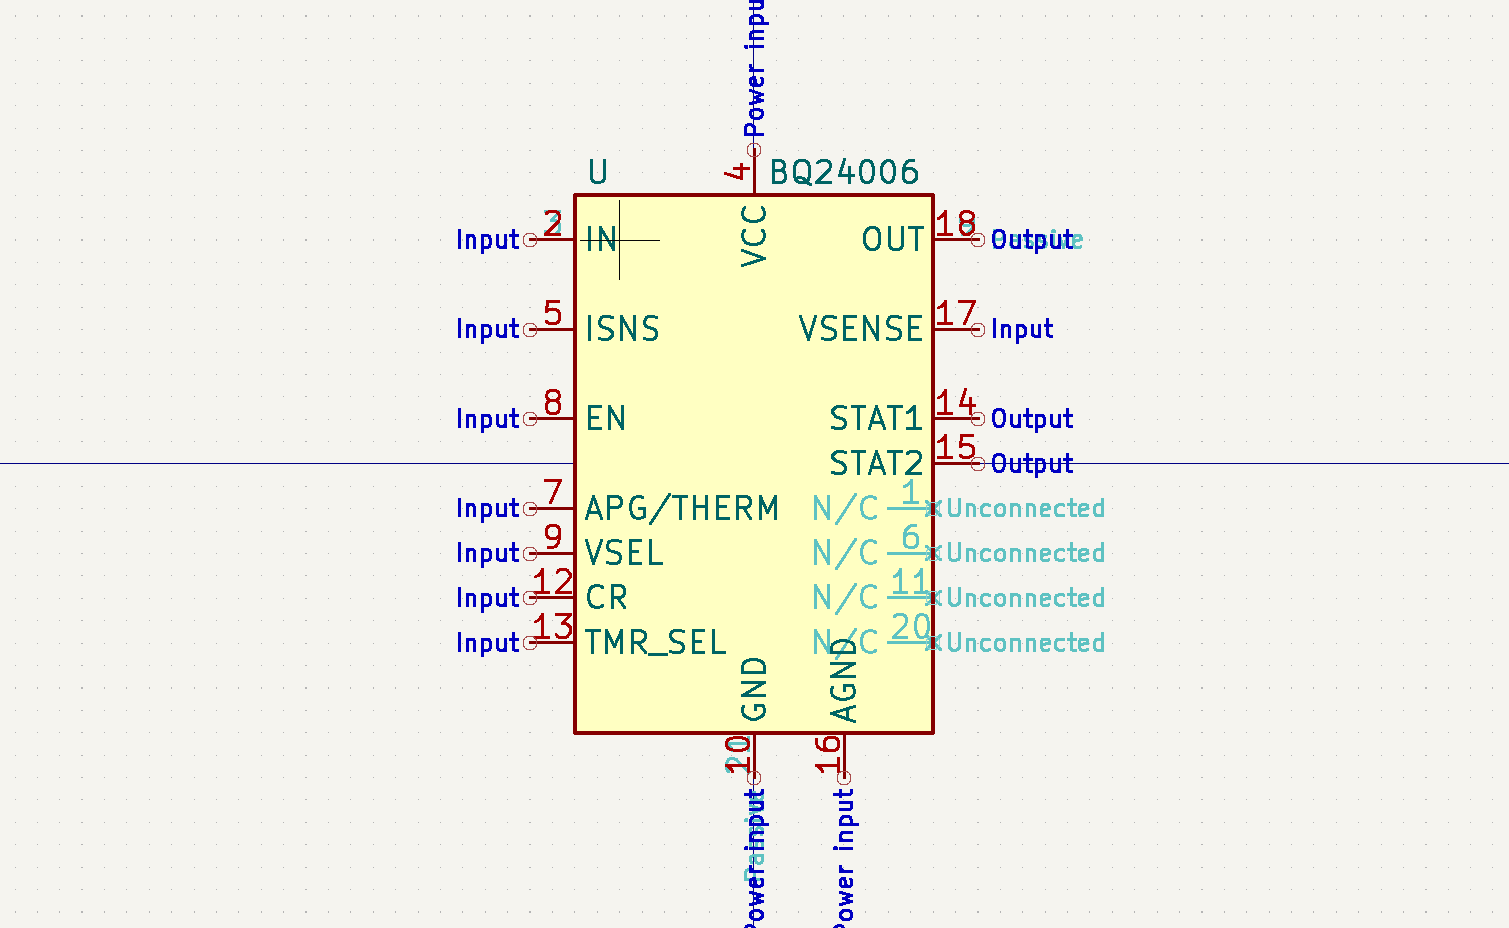 Power input
4
U BQ24006
VCC
Input 2 IN
OUT 18 Output
Input 5 ISNS
VSENSE 17 Input
Input 8 EN
STAT1 14 Output
STAT2 15 Output
Input 7 APG/THERM
N/C 1 Unconnected
Input 9 VSEL
N/C 6 Unconnected
Input 12 CR
N/C 11 Unconnected
Input 13 TMR_SEL
N/C 20 Unconnected
GND
AGND
10
16
Power input
Passive
Power input